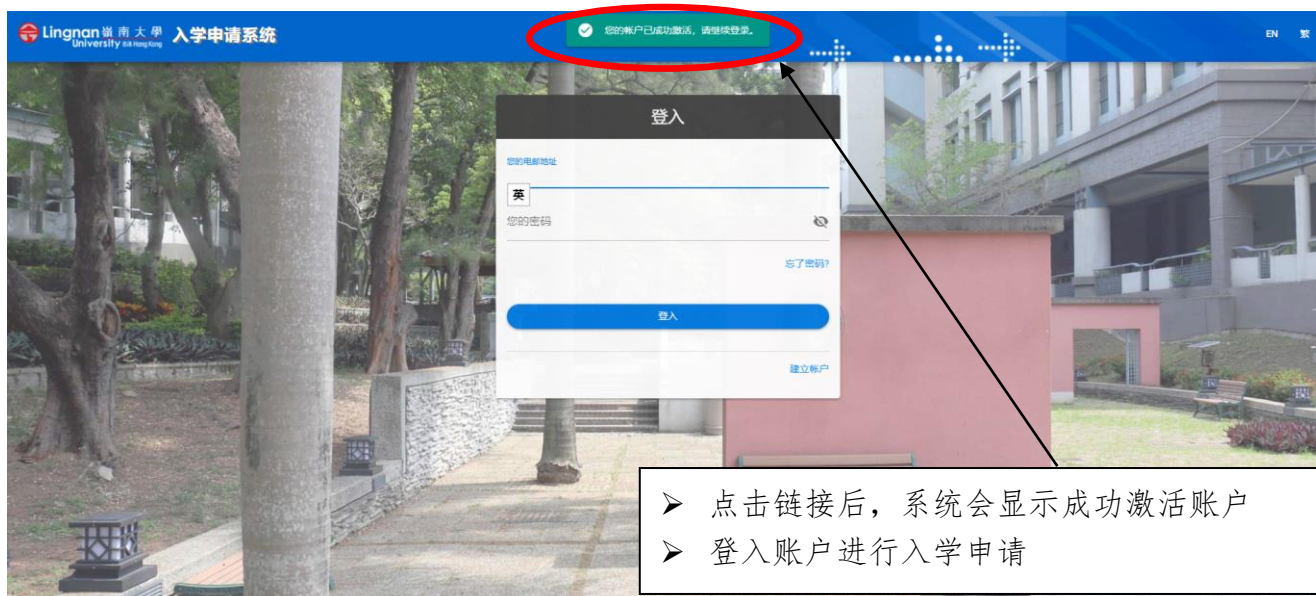 Lingnan 嶺南大學 入学申请系统
University 香港 Hong Kong
您的帐户已成功激活，请继续登录。
EN 繁
登入
您的电邮地址
英
您的密码
忘了密码?
登入
建立帐户
点击链接后，系统会显示成功激活账户
登入账户进行入学申请